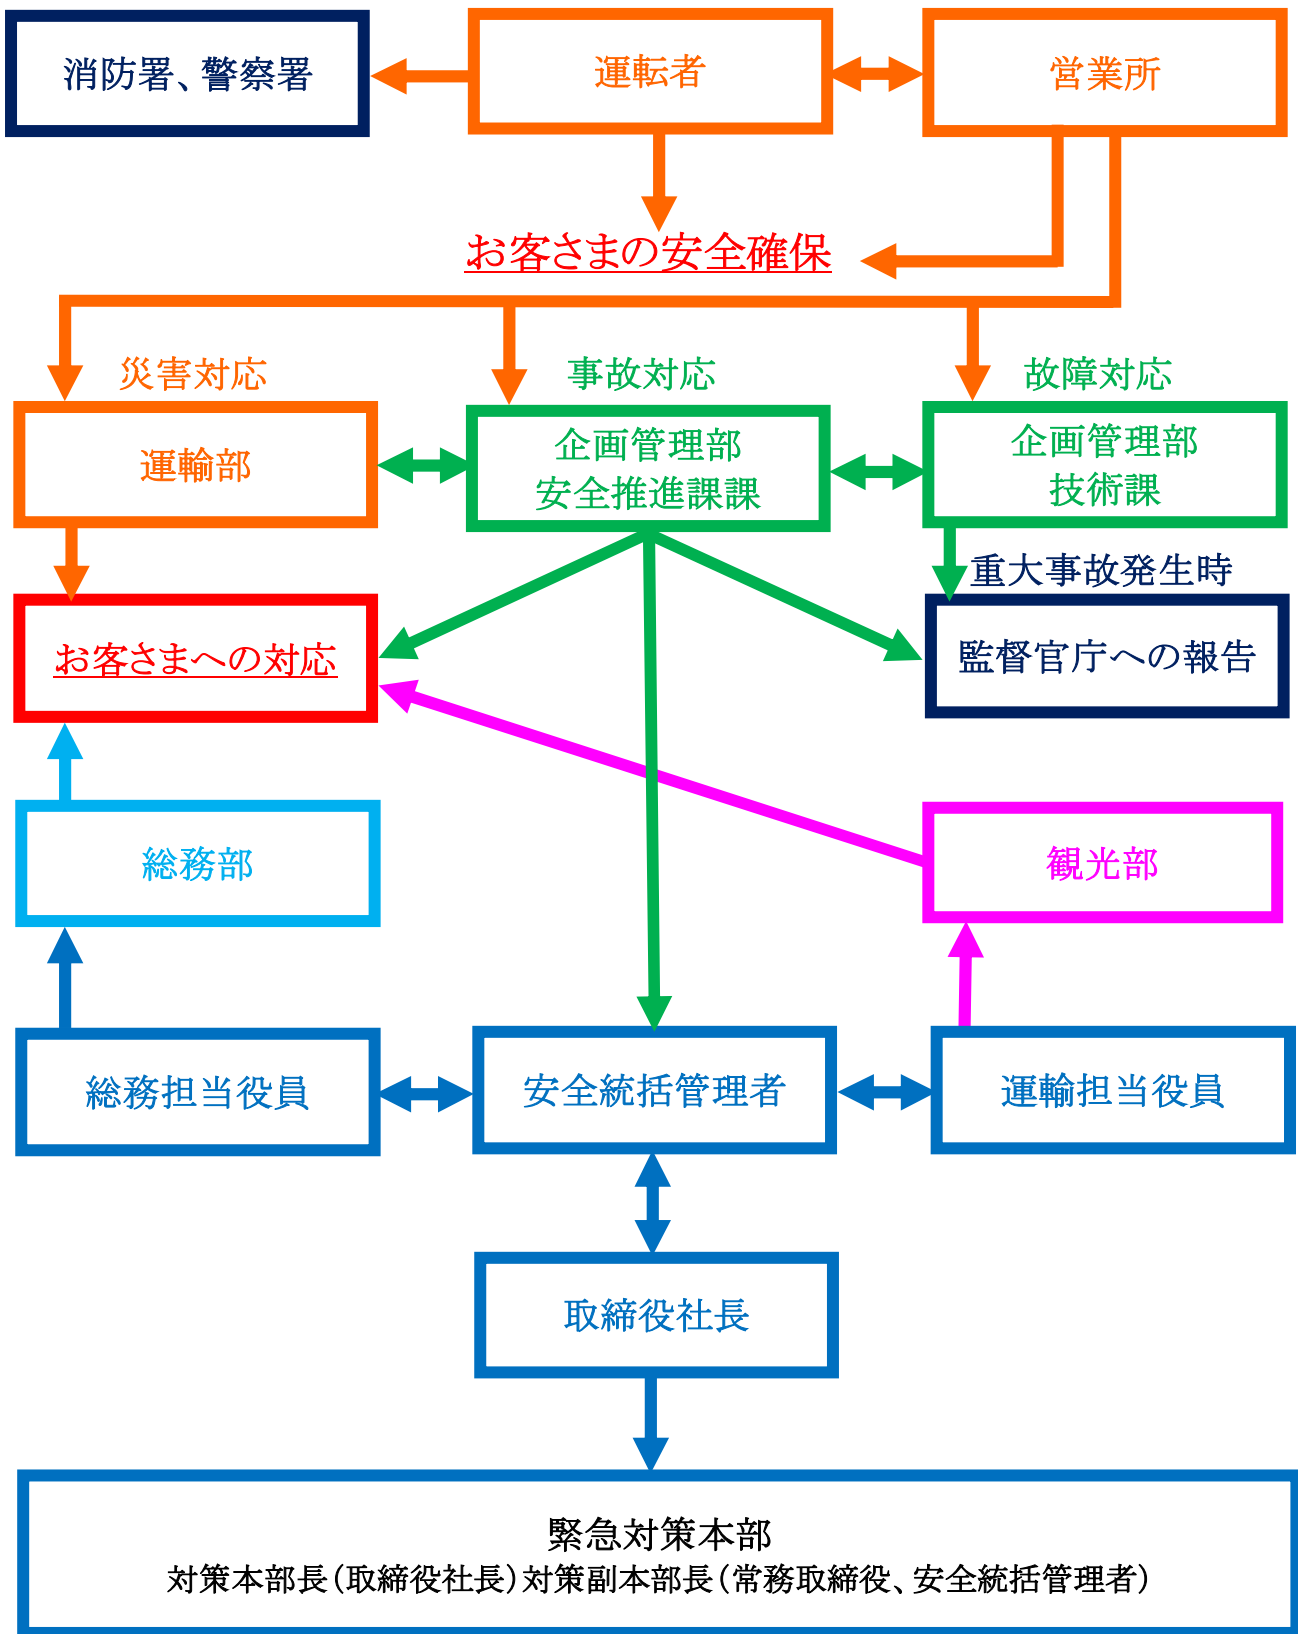 消防署、警察署
運転者
営業所
お客さまの安全確保
災害対応
事故対応
故障対応
運輸部
企画管理部
安全推進課課
企画管理部
技術課
重大事故発生時
お客さまへの対応
監督官庁への報告
総務部
観光部
総務担当役員
安全統括管理者
運輸担当役員
取締役社長
緊急対策本部
対策本部長（取締役社長）対策副本部長（常務取締役、安全統括管理者）